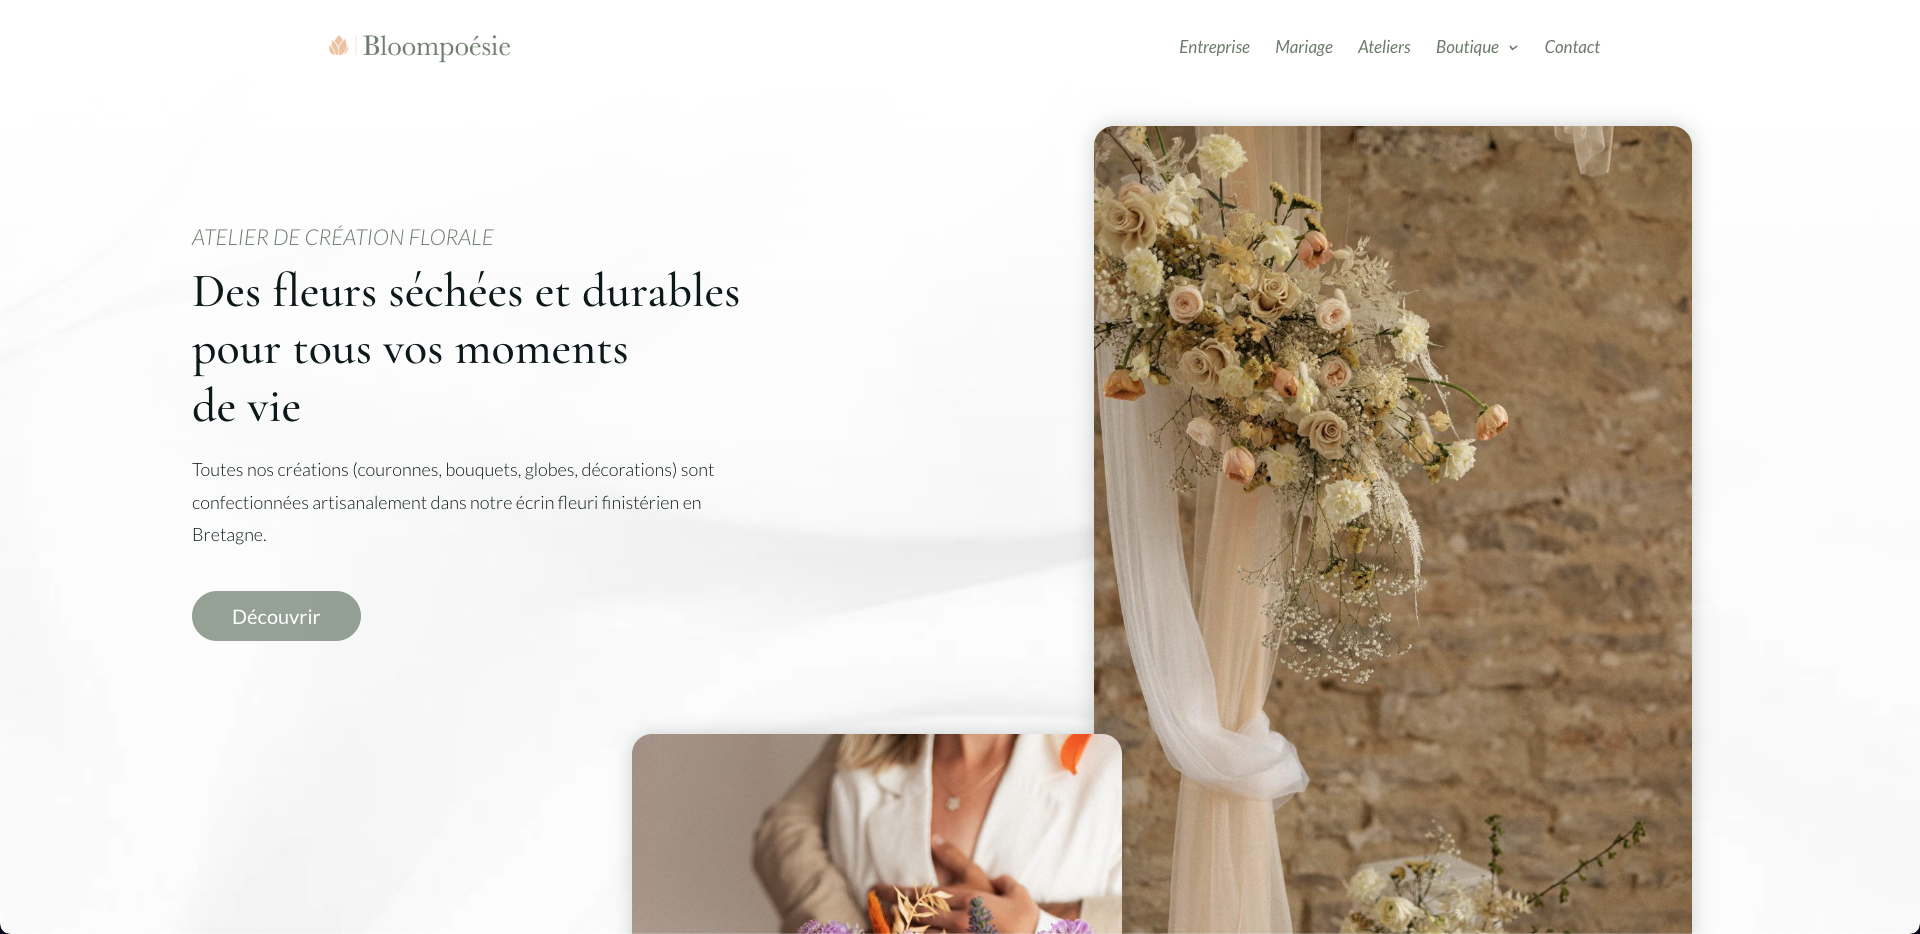 Bloompoésie
Entreprise Mariage Ateliers Boutique Contact
ATELIER DE CRÉATION FLORALE
Des fleurs séchées et durables
pour tous vos moments
de vie
Toutes nos créations (couronnes, bouquets, globes, décorations) sont
confectionnées artisanalement dans notre écrin fleuri finistérien en
Bretagne.
Découvrir